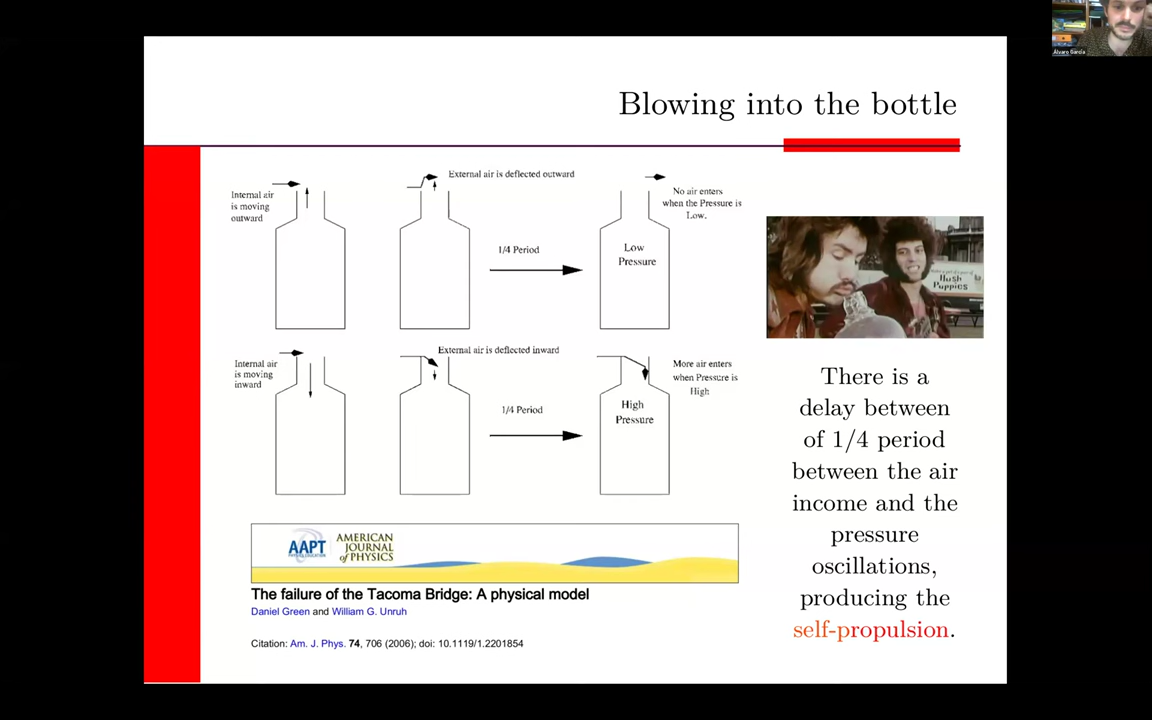 Álvaro García
Blowing into the bottle
Internal air
is moving
outward
External air is deflected outward
1/4 Period
No air enters
when the Pressure is
Low.
Low
Pressure
Internal air
is moving
inward
External air is deflected inward
1/4 Period
More air enters
when Pressure is
High
High
Pressure
Hush
Puppies
There is a
delay between
of 1/4 period
between the air
income and the
pressure
oscillations,
producing the
self-propulsion.
AAPT
AMERICAN
JOURNAL
of PHYSICS
The failure of the Tacoma Bridge: A physical model
Daniel Green and William G. Unruh
Citation: Am. J. Phys. 74, 706 (2006); doi: 10.1119/1.2201854